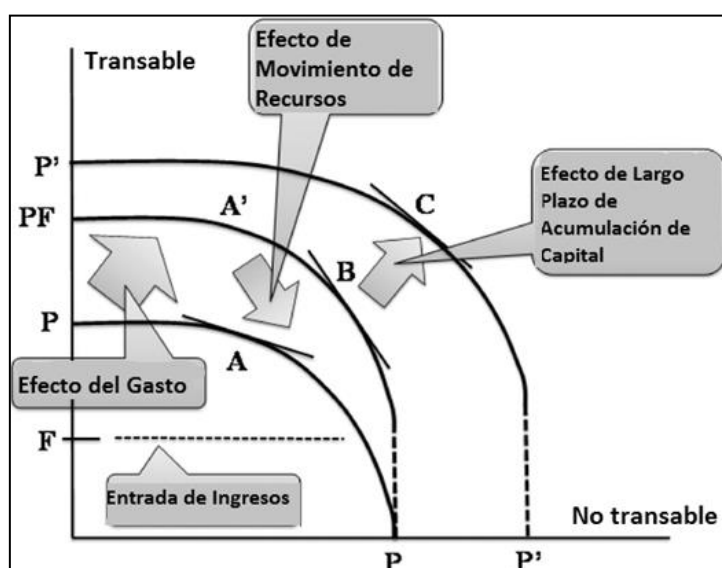 Transable
Efecto de
Movimiento de
Recursos
Efecto de Largo
Plazo de
Acumulación de
Capital
P'
PF
A'
C
B
P
A
Efecto del Gasto
F
Entrada de Ingresos
No transable
P
P'